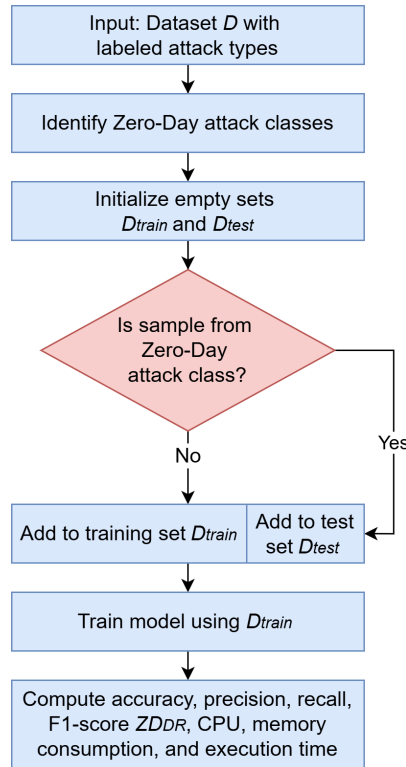 Input: Dataset D with
labeled attack types
Identify Zero-Day attack classes
Initialize empty sets
Dtrain and Dtest
Is sample from
Zero-Day
attack class?
Yes
No
Add to training set Dtrain
Add to test
set Dtest
Train model using Dtrain
Compute accuracy, precision, recall,
F1-score ZDDR, CPU, memory
consumption, and execution time